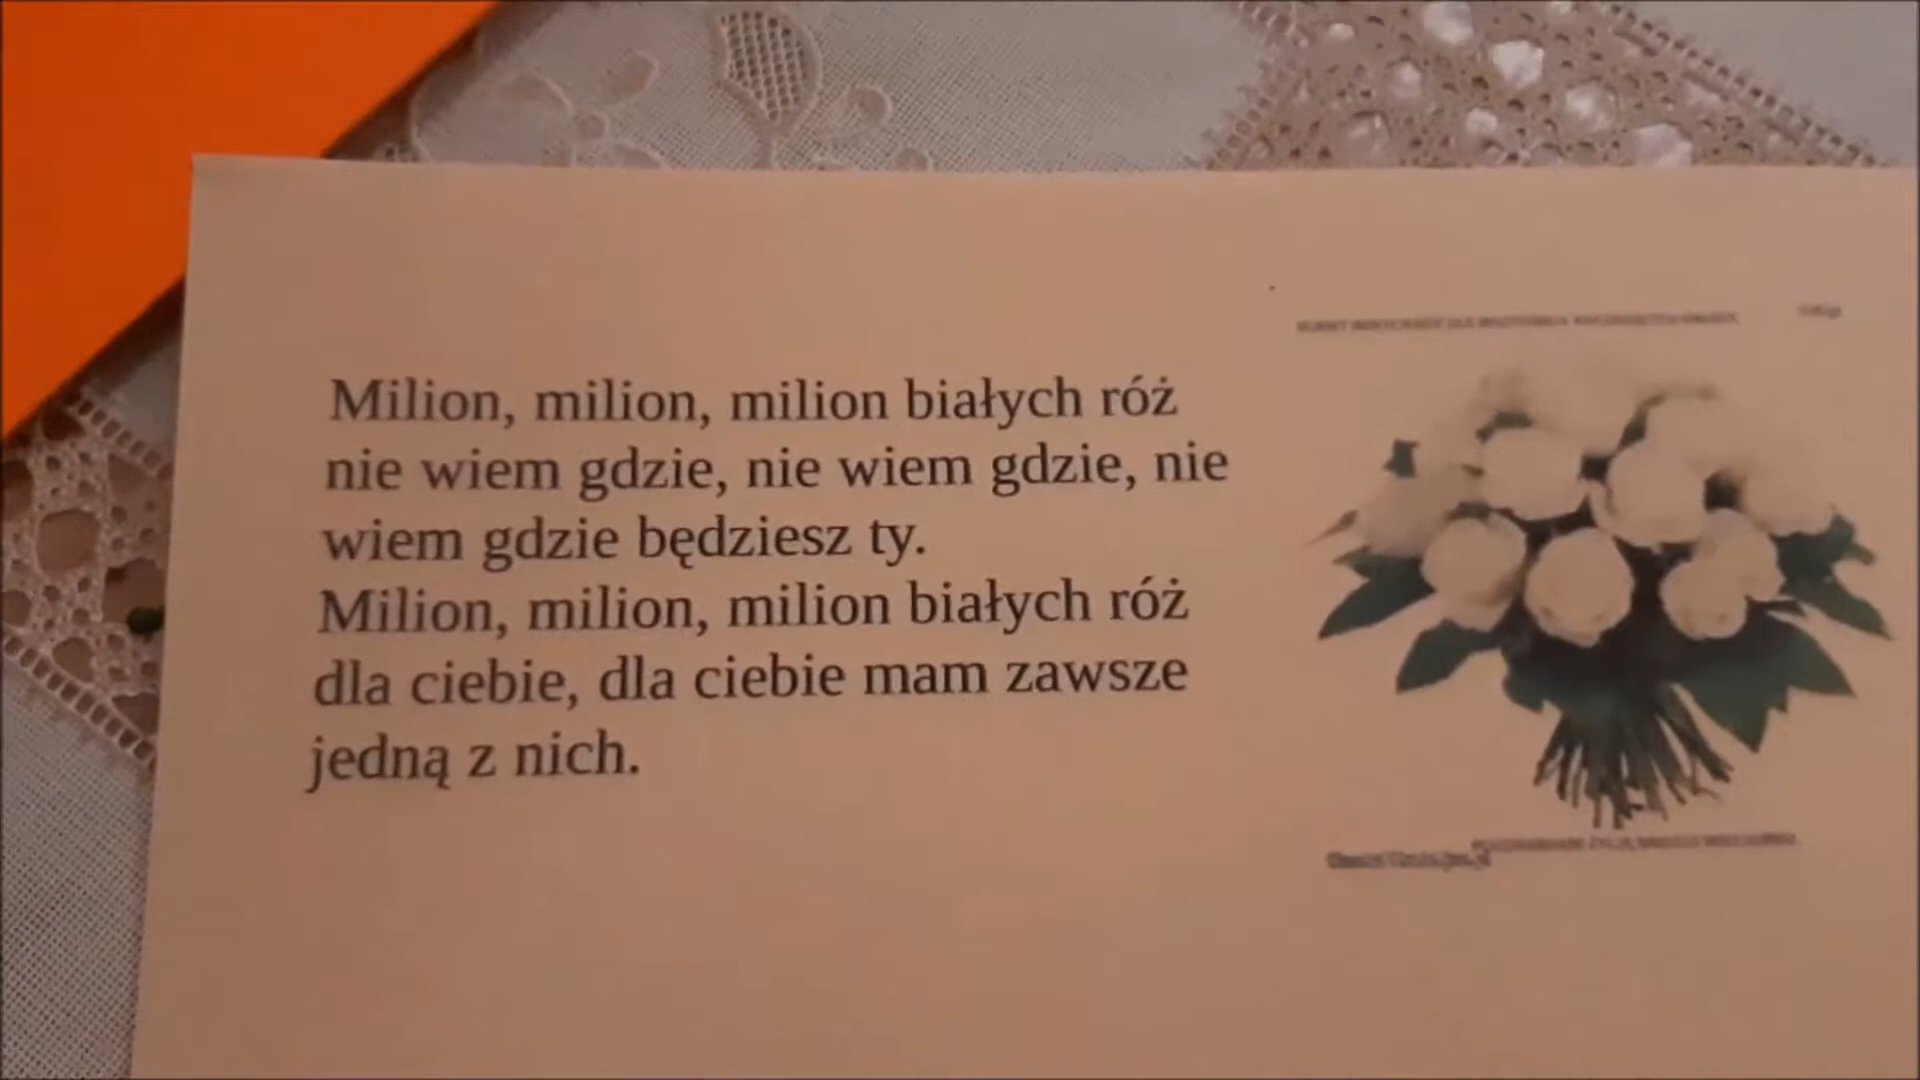 Milion, milion, milion białych róż
nie wiem gdzie, nie wiem gdzie, nie
wiem gdzie będziesz ty.
Milion, milion, milion białych róż
dla ciebie, dla ciebie mam zawsze
jedną z nich.